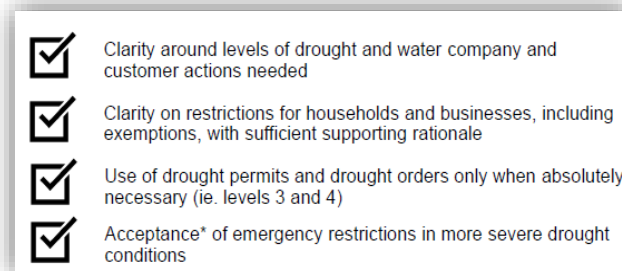 Clarity around levels of drought and water company and
customer actions needed
Clarity on restrictions for households and businesses, including
exemptions, with sufficient supporting rationale
Use of drought permits and drought orders only when absolutely
necessary (ie. levels 3 and 4)
Acceptance* of emergency restrictions in more severe drought
conditions